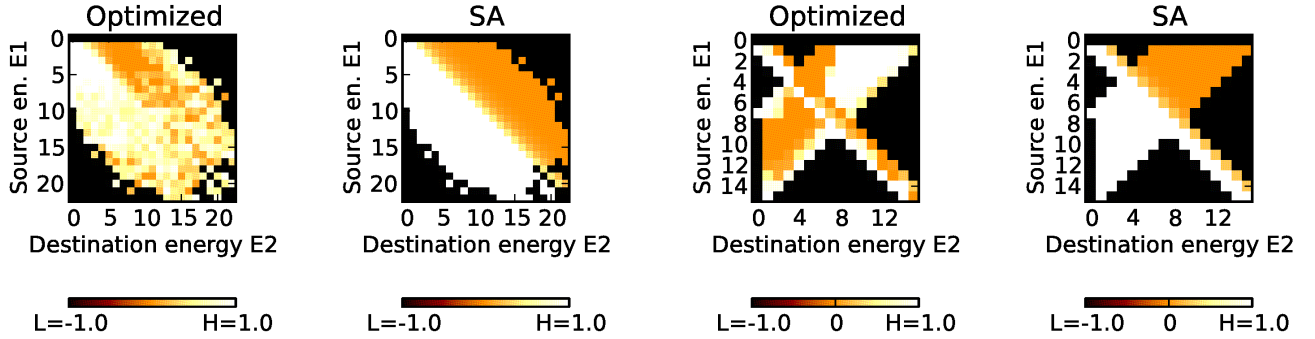 Optimized SA Optimized SA
0 0 0 0
2 2
5 5 4 4
6 6
10 10 8 8
10 10
15 15 12 12
20 20 14 14
Source en. E1 Source en. E1 Source en. E1 Source en. E1
0 5 10 15 20 0 5 10 15 20 0 4 8 12 0 4 8 12
Destination energy E2 Destination energy E2 Destination energy E2 Destination energy E2
L=-1.0 H=1.0 L=-1.0 H=1.0 L=-1.0 0 H=1.0 L=-1.0 0 H=1.0